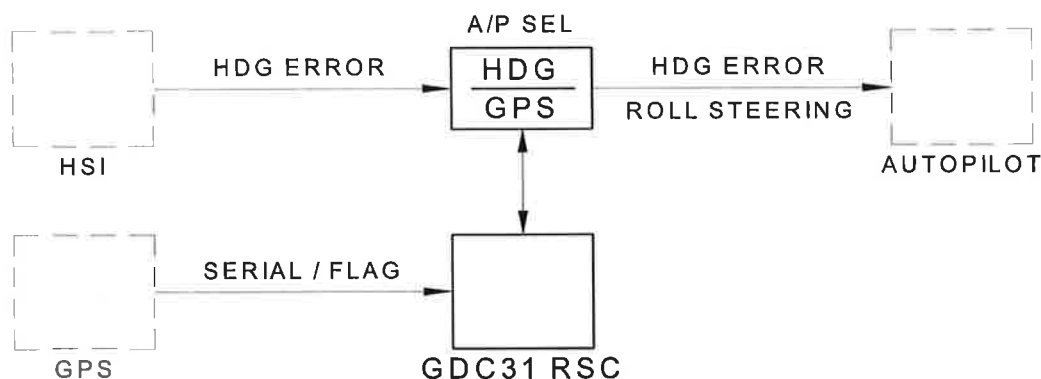 A/P SEL
HDG ERROR
HDG
GPS
HDG ERROR
ROLL STEERING
HSI
AUTOPILOT
SERIAL / FLAG
GPS
GDC31 RSC